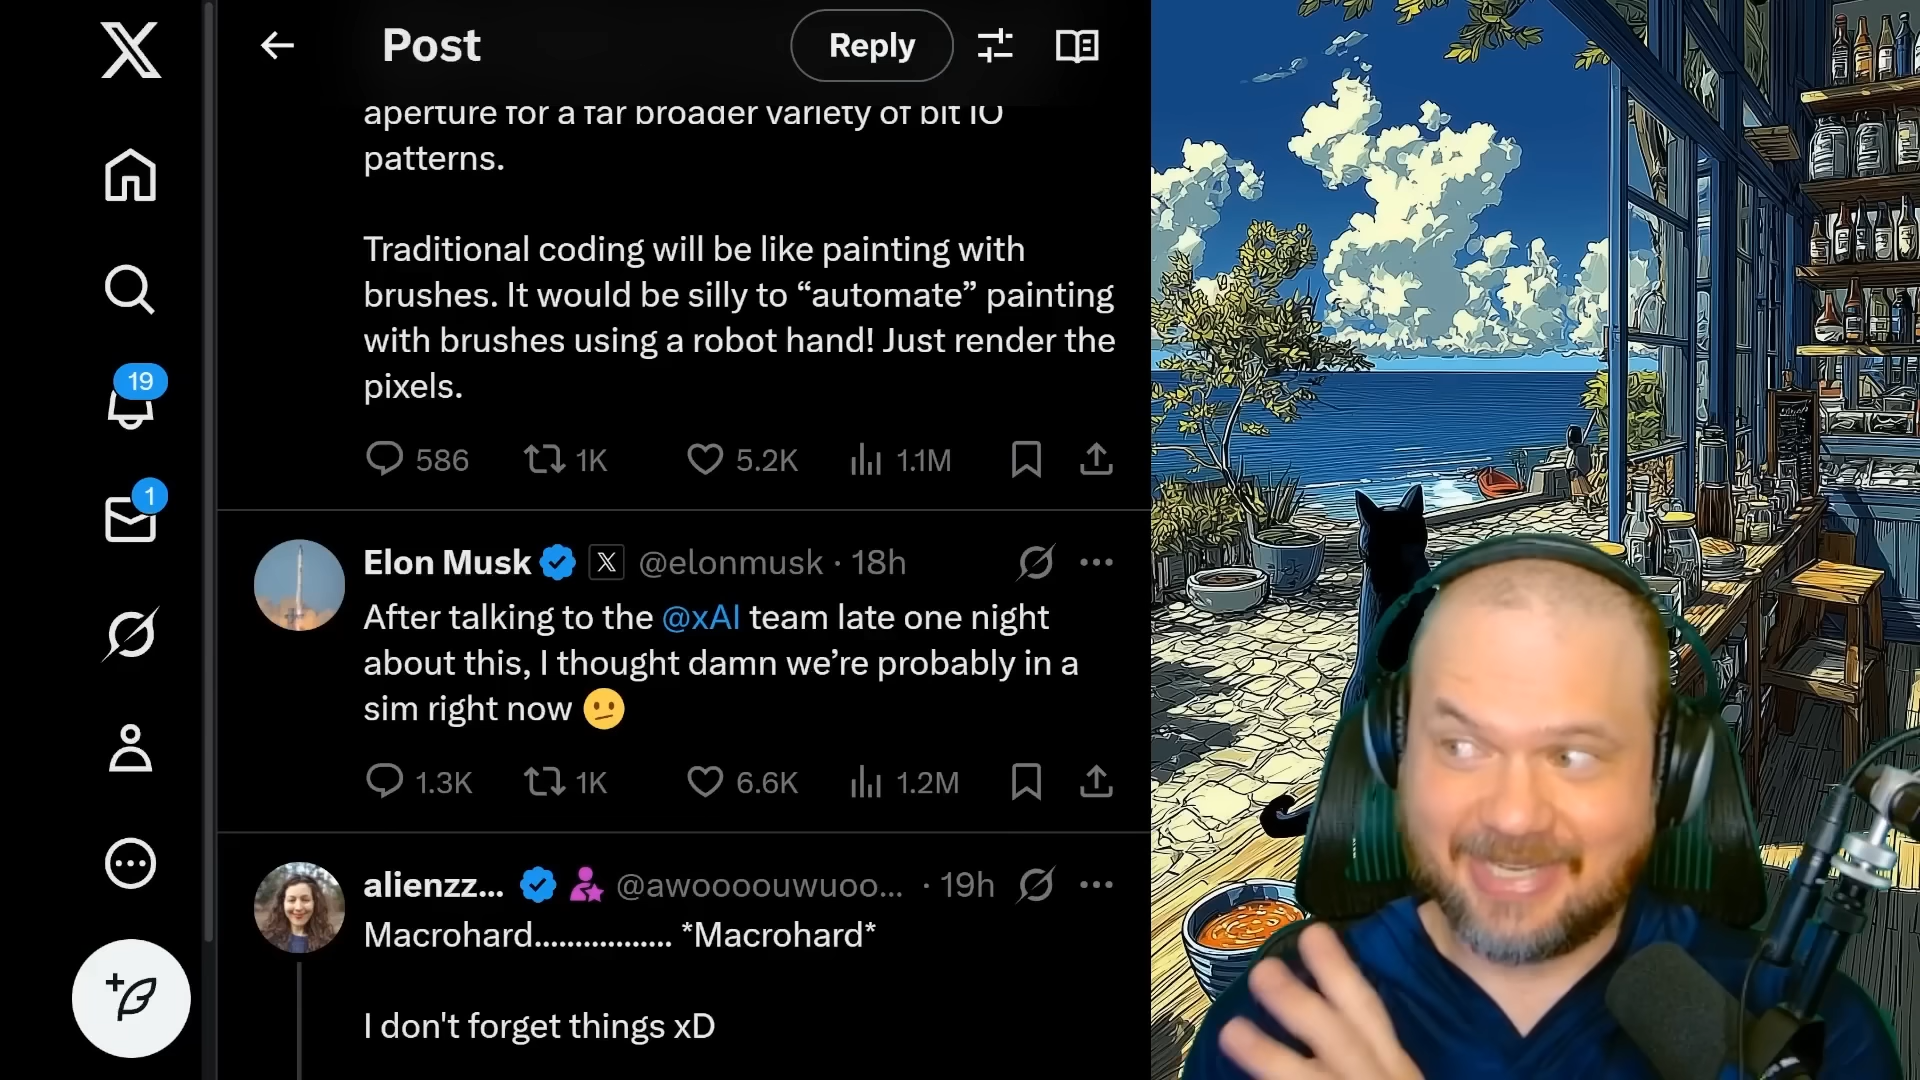 Post
Reply
aperture for a far broader variety of bit IO
patterns.
Traditional coding will be like painting with
brushes. It would be silly to “automate” painting
with brushes using a robot hand! Just render the
pixels.
586 1K 5.2K 1.1M
19
1
Elon Musk @elonmusk · 18h
After talking to the @xAI team late one night
about this, I thought damn we’re probably in a
sim right now
1.3K 1K 6.6K 1.2M
alienzz... @awoooouwuoo... · 19h
Macrohard................. *Macrohard*
I don't forget things xD